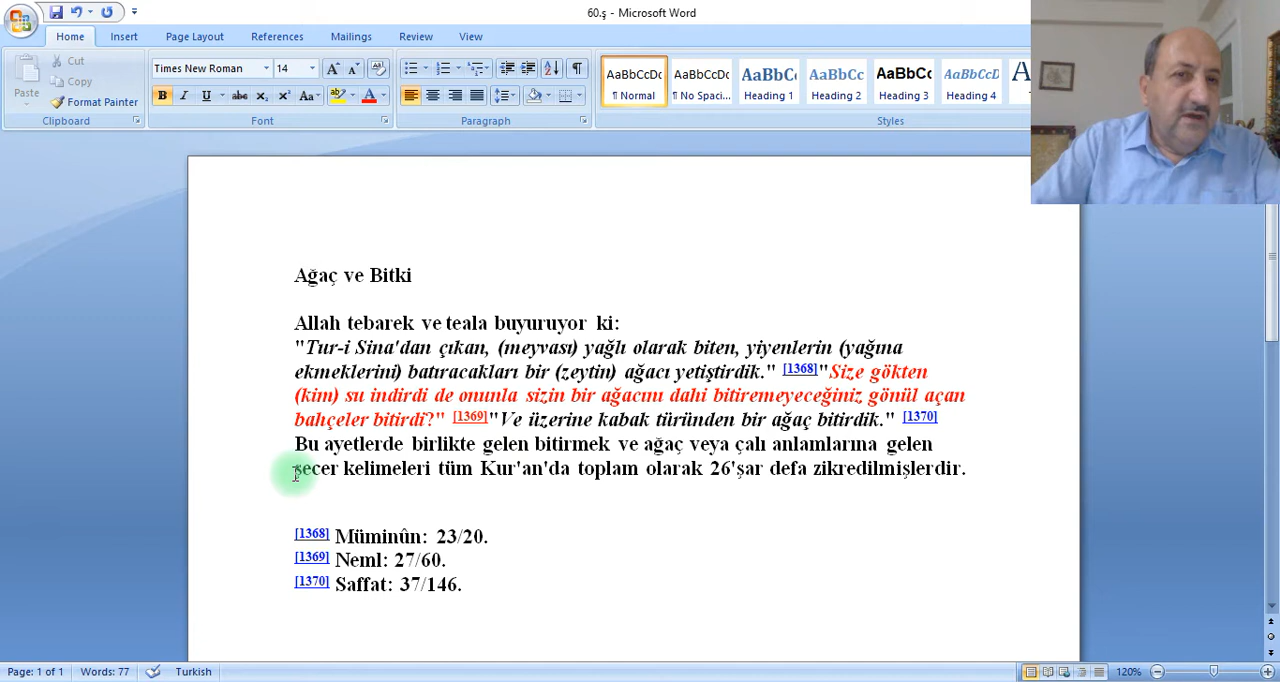 60.ş - Microsoft Word
Home Insert Page Layout References Mailings Review View
Cut
Copy
Paste
Format Painter
Clipboard
Times New Roman 14
Font
Paragraph
AaBbCcDc AaBbCcDc AaBbC AaBbCc AaBbCc AaBbCcD
¶ Normal ¶ No Spaci... Heading 1 Heading 2 Heading 3 Heading 4
Styles
Ağaç ve Bitki
Allah tebarek ve teala buyuruyor ki:
"Tur-i Sina'dan çıkan, (meyvası) yağlı olarak biten, yiyenlerin (yağına
ekmeklerini) batıracakları bir (zeytin) ağacı yetiştirdik." [1368]"Size gökten
(kim) su indirdi de onunla sizin bir ağacını dahi bitiremeyeceğiniz gönül açan
bahçeler bitirdi?" [1369]"Ve üzerine kabak türünden bir ağaç bitirdik." [1370]
Bu ayetlerde birlikte gelen bitirmek ve ağaç veya çalı anlamlarına gelen
şecer kelimeleri tüm Kur'an'da toplam olarak 26'şar defa zikredilmişlerdir.
[1368] Müminûn: 23/20.
[1369] Neml: 27/60.
[1370] Saffat: 37/146.
Page: 1 of 1 Words: 77 Turkish 120%